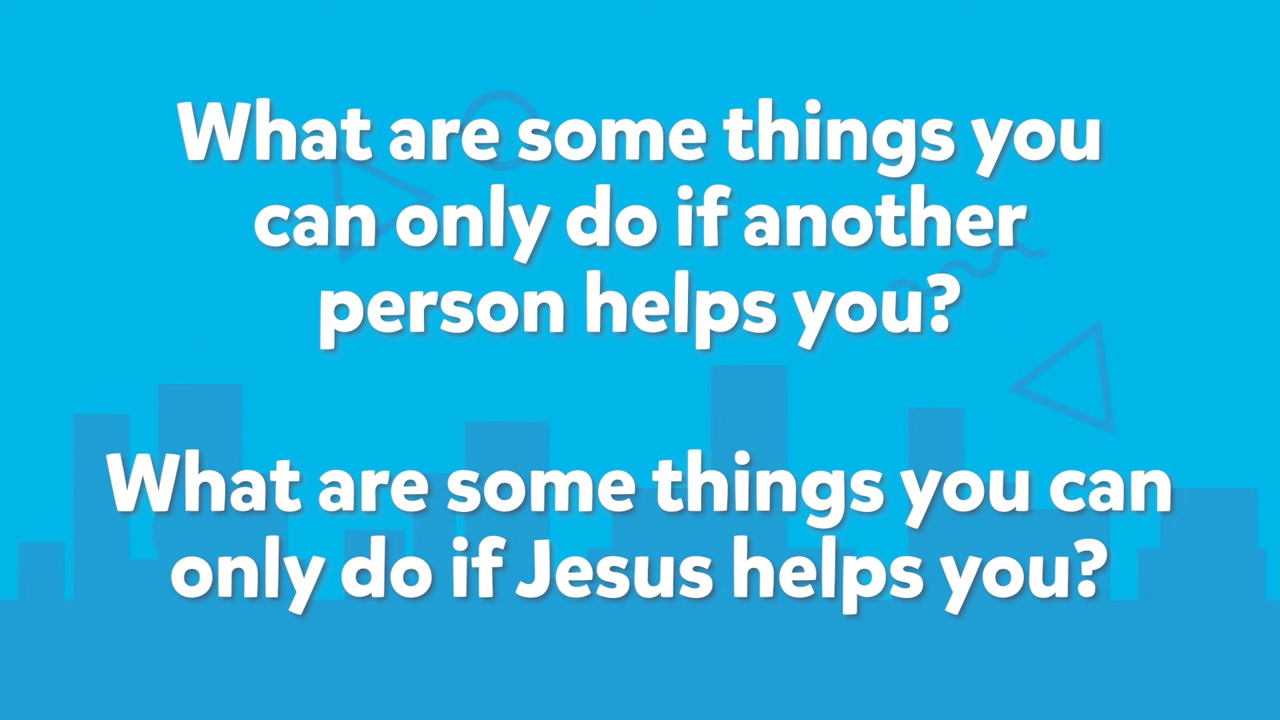 What are some things you
can only do if another
person helps you?
What are some things you can
only do if Jesus helps you?